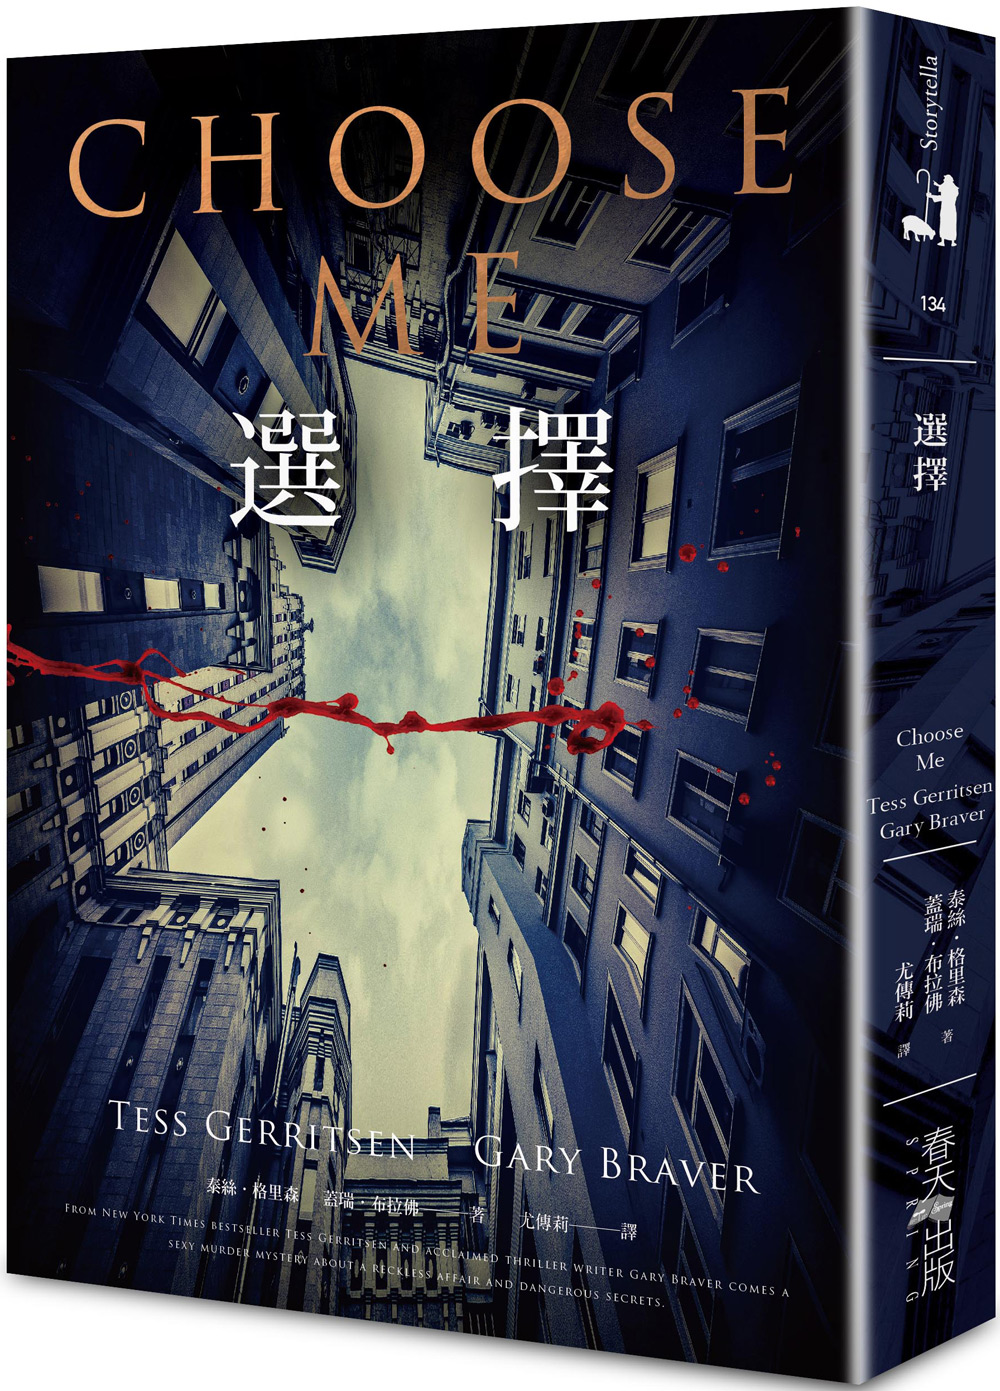 CHOOSE
ME
選擇
TESS GERRITSEN GARY BRAVER
泰絲・格里森 蓋瑞・布拉佛——著 尤傳莉——譯
FROM NEW YORK TIMES BESTSELLER TESS GERRITSEN AND ACCLAIMED THRILLER WRITER GARY BRAVER COMES A
SEXY MURDER MYSTERY ABOUT A RECKLESS AFFAIR AND DANGEROUS SECRETS.
Storytella
134
選擇
Choose
Me
Tess Gerritsen
Gary Braver
泰絲・格里森
蓋瑞・布拉佛 著
尤傳莉 譯
春天出版
SPRING